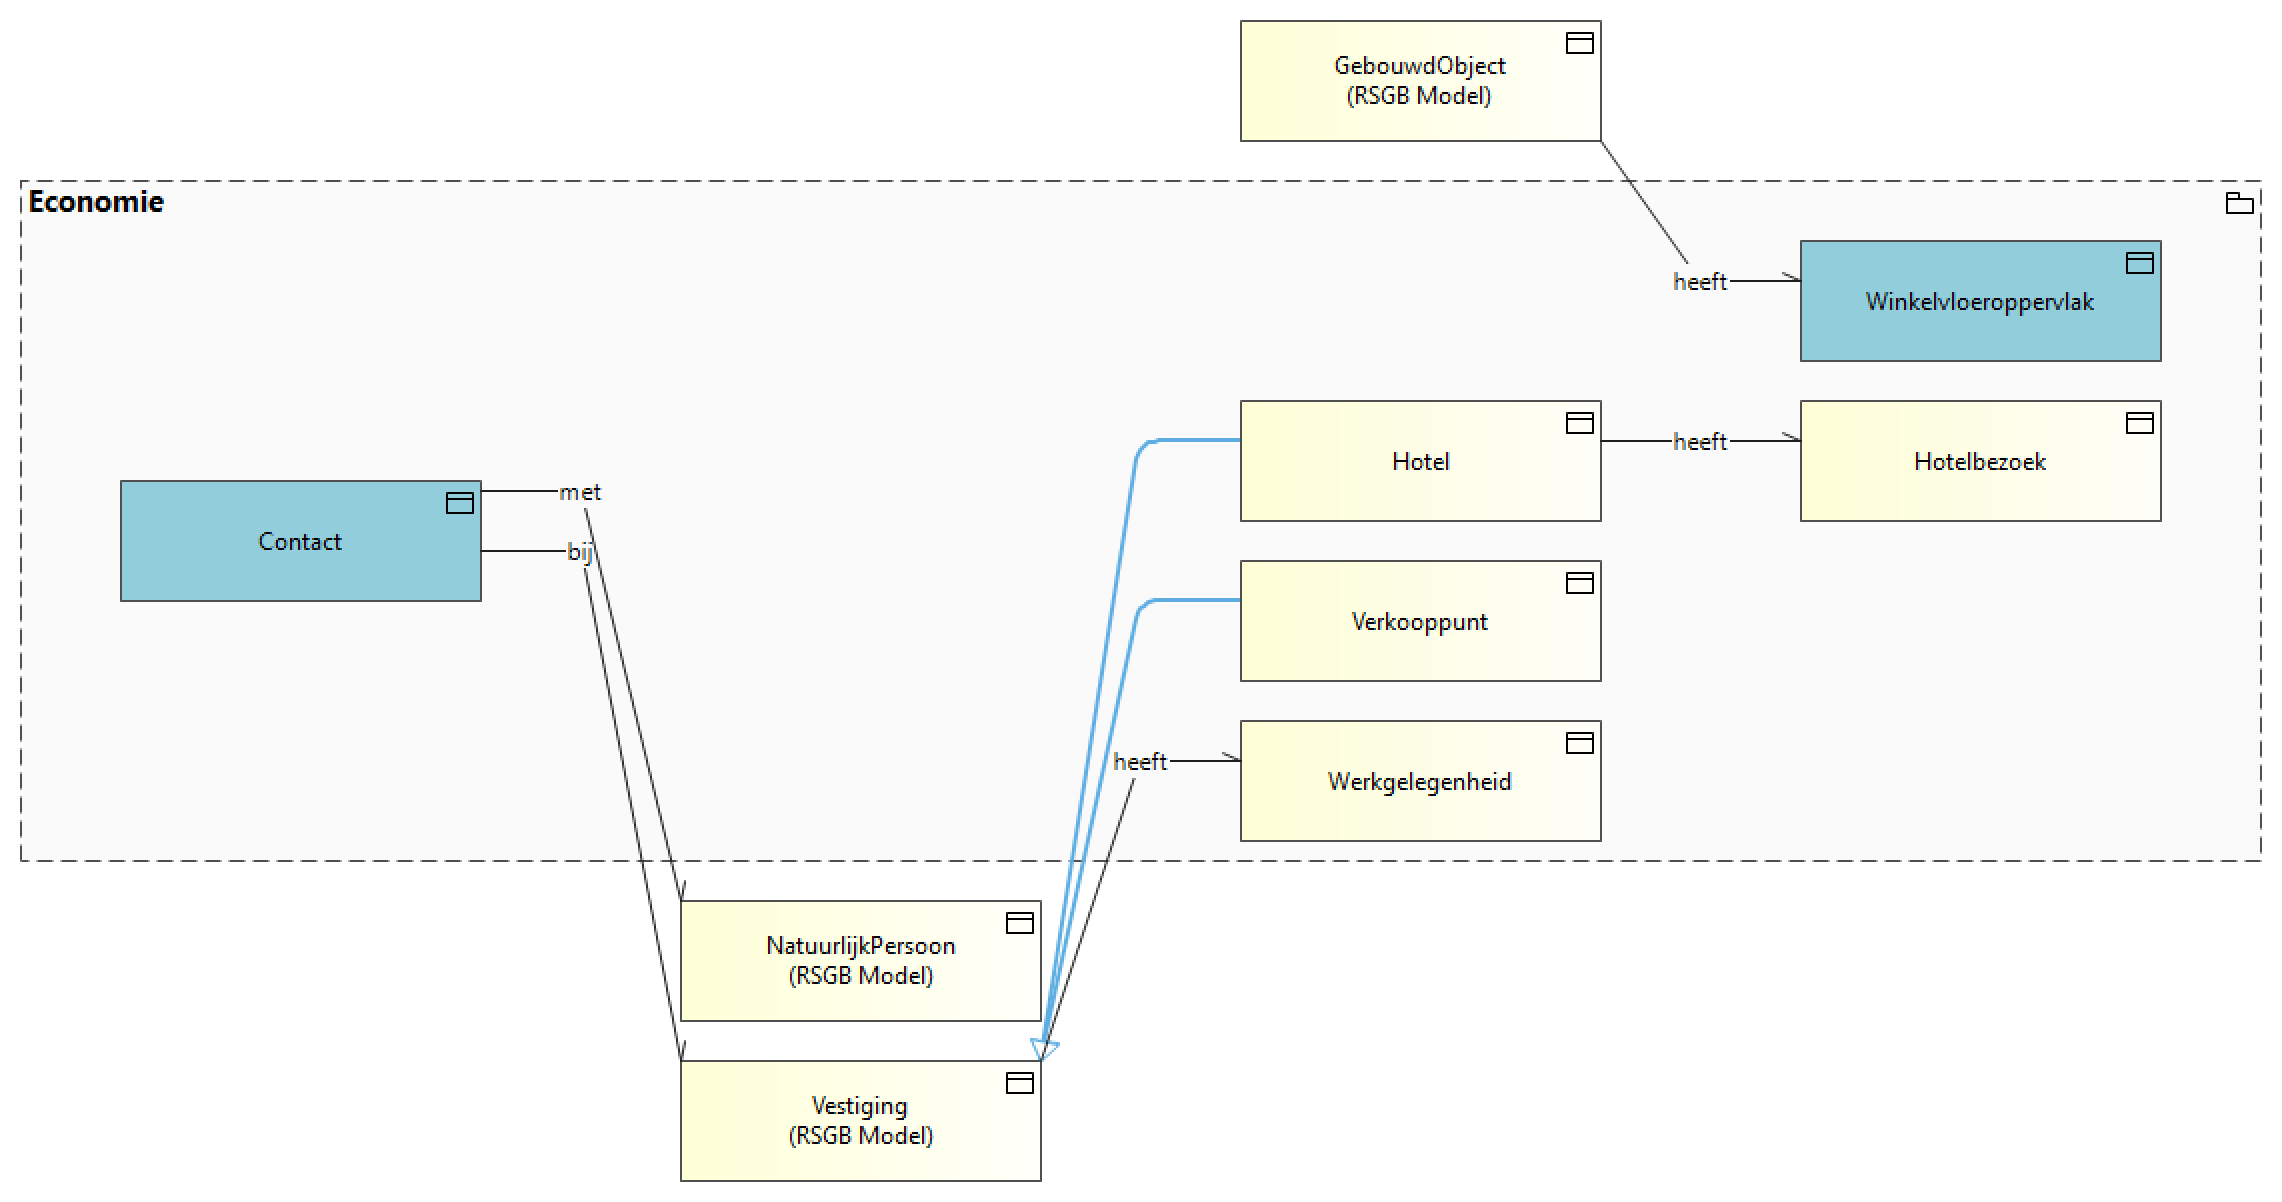 GebouwdObject
(RSGB Model)
Economie
heeft
Winkelvloeroppervlak
Hotel
heeft
Hotelbezoek
met
Contact
bij
Verkooppunt
heeft
Werkgelegenheid
NatuurlijkPersoon
(RSGB Model)
Vestiging
(RSGB Model)